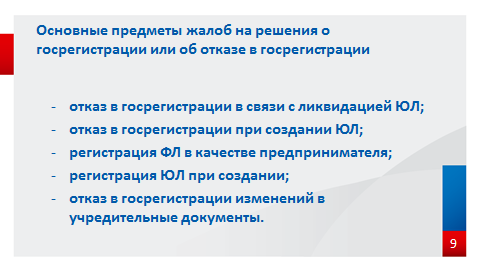 Основные предметы жалоб на решения о
госрегистрации или об отказе в госрегистрации
- отказ в госрегистрации в связи с ликвидацией ЮЛ;
- отказ в госрегистрации при создании ЮЛ;
- регистрация ФЛ в качестве предпринимателя;
- регистрация ЮЛ при создании;
- отказ в госрегистрации изменений в
учредительные документы.
9